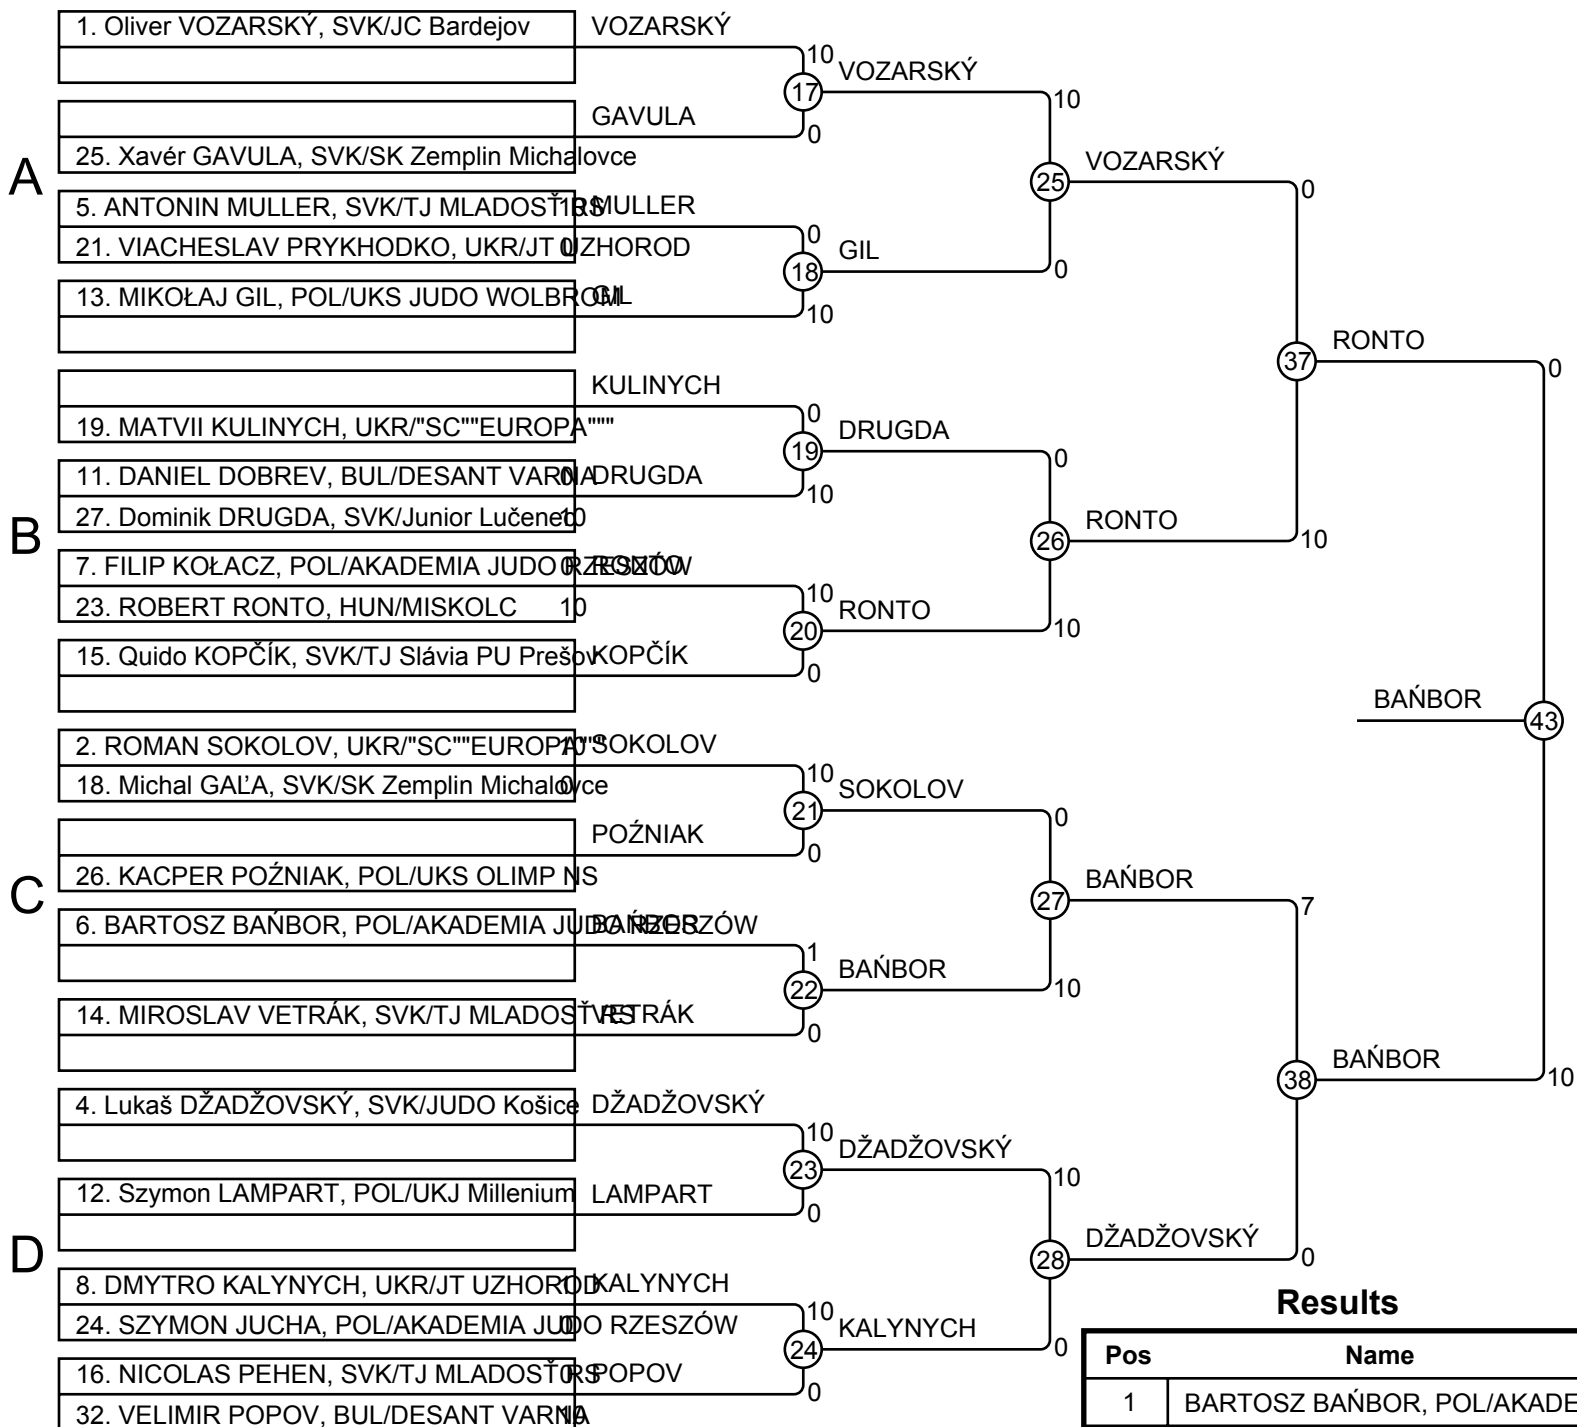 1. Oliver VOZARSKÝ, SVK/JC Bardejov
VOZARSKÝ
10
17
VOZARSKÝ
0
GAVULA
25. Xavér GAVULA, SVK/SK Zemplin Michalovce
A
10
25
VOZARSKÝ
0
5. ANTONIN MULLER, SVK/TJ MLADOSŤ RS
MULLER
21. VIACHESLAV PRYKHODKO, UKR/JT UZHOROD
0
0
18
GIL
10
13. MIKOŁAJ GIL, POL/UKS JUDO WOLBROM
GIL
0
37
RONTO
10
KULINYCH
19. MATVII KULINYCH, UKR/"SC""EUROPA"""
0
19
DRUGDA
10
11. DANIEL DOBREV, BUL/DESANT VARNA
0
DRUGDA
27. Dominik DRUGDA, SVK/Junior Lučenec
10
B
0
26
RONTO
10
7. FILIP KOŁACZ, POL/AKADEMIA JUDO RZESZÓW
0
RONTO
23. ROBERT RONTO, HUN/MISKOLC
10
10
20
RONTO
0
15. Quido KOPČÍK, SVK/TJ Slávia PU Prešov
KOPČÍK
0
BAŃBOR
43
10
2. ROMAN SOKOLOV, UKR/"SC""EUROPA"""
10
SOKOLOV
18. Michal GAĽA, SVK/SK Zemplin Michalovce
0
10
21
SOKOLOV
0
POŹNIAK
26. KACPER POŹNIAK, POL/UKS OLIMP NS
C
0
27
BAŃBOR
10
6. BARTOSZ BAŃBOR, POL/AKADEMIA JUDO RZESZÓW
BAŃBOR
1
22
BAŃBOR
0
14. MIROSLAV VETRÁK, SVK/TJ MLADOSŤ RS
VETRÁK
7
38
BAŃBOR
0
4. Lukaš DŽADŽOVSKÝ, SVK/JUDO Košice
DŽADŽOVSKÝ
10
23
DŽADŽOVSKÝ
0
12. Szymon LAMPART, POL/UKJ Millenium
LAMPART
D
10
28
DŽADŽOVSKÝ
0
8. DMYTRO KALYNYCH, UKR/JT UZHOROD
KALYNYCH
24. SZYMON JUCHA, POL/AKADEMIA JUDO RZESZÓW
0
10
24
KALYNYCH
0
16. NICOLAS PEHEN, SVK/TJ MLADOSŤ RS
0
POPOV
32. VELIMIR POPOV, BUL/DESANT VARNA
10
Results
Pos Name
1 BARTOSZ BAŃBOR, POL/AKADE